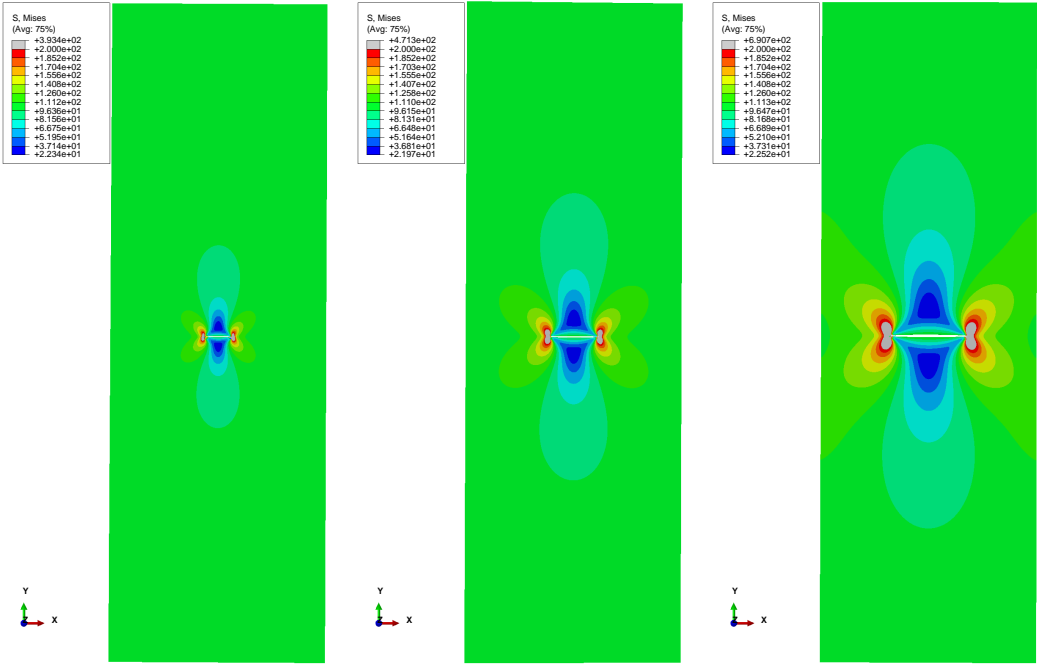 S, Mises
(Avg: 75%)
+3.934e+02
+2.000e+02
+1.852e+02
+1.704e+02
+1.556e+02
+1.408e+02
+1.260e+02
+1.112e+02
+9.636e+01
+8.156e+01
+6.675e+01
+5.195e+01
+3.714e+01
+2.234e+01
Y
Z
X
S, Mises
(Avg: 75%)
+4.713e+02
+2.000e+02
+1.852e+02
+1.703e+02
+1.555e+02
+1.407e+02
+1.258e+02
+1.110e+02
+9.615e+01
+8.131e+01
+6.648e+01
+5.164e+01
+3.681e+01
+2.197e+01
Y
Z
X
S, Mises
(Avg: 75%)
+6.907e+02
+2.000e+02
+1.852e+02
+1.704e+02
+1.556e+02
+1.408e+02
+1.260e+02
+1.113e+02
+9.647e+01
+8.168e+01
+6.689e+01
+5.210e+01
+3.731e+01
+2.252e+01
Y
Z
X